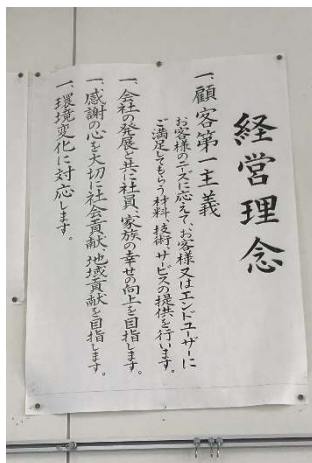 経営理念
一、顧客第一主義
お客様のニーズに応えて、お客様又はエンドユーザーに
ご満足してもらう材料、技術、サービスの提供を行います。
一、会社の発展と共に社員、家族の幸せの向上を目指します。
一、感謝の心を大切に社会貢献、地域貢献を目指します。
一、環境変化に対応します。